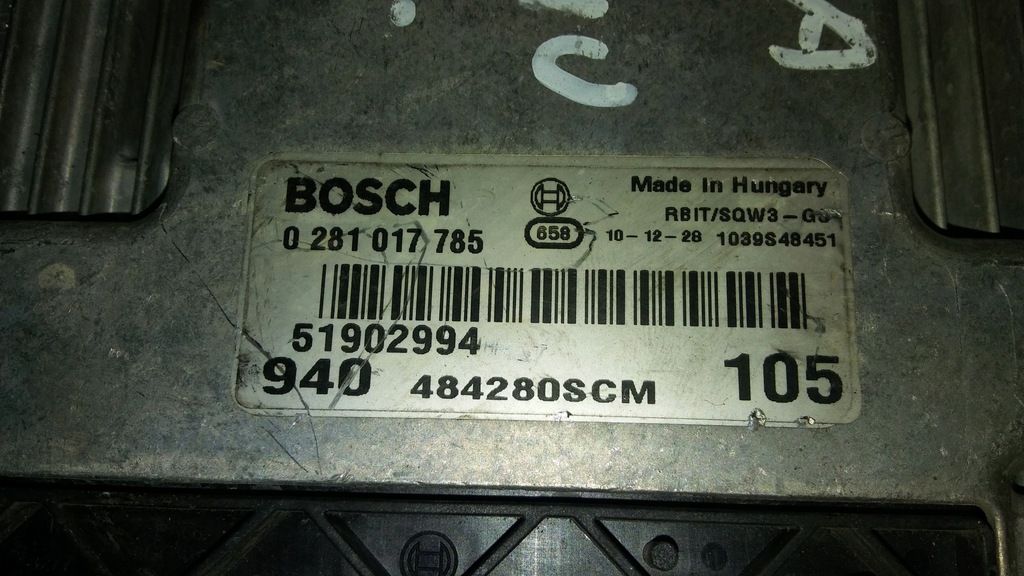 C
BOSCH
Made in Hungary
0 281 017 785
658
10-12-28 1039S48451
51902994
940
484280SCM
105